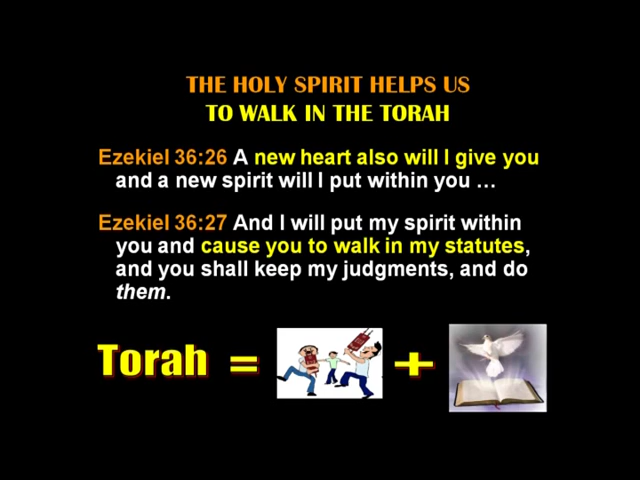 THE HOLY SPIRIT HELPS US
TO WALK IN THE TORAH
Ezekiel 36:26 A new heart also will I give you
and a new spirit will I put within you …
Ezekiel 36:27 And I will put my spirit within
you and cause you to walk in my statutes,
and you shall keep my judgments, and do
them.
Torah = +